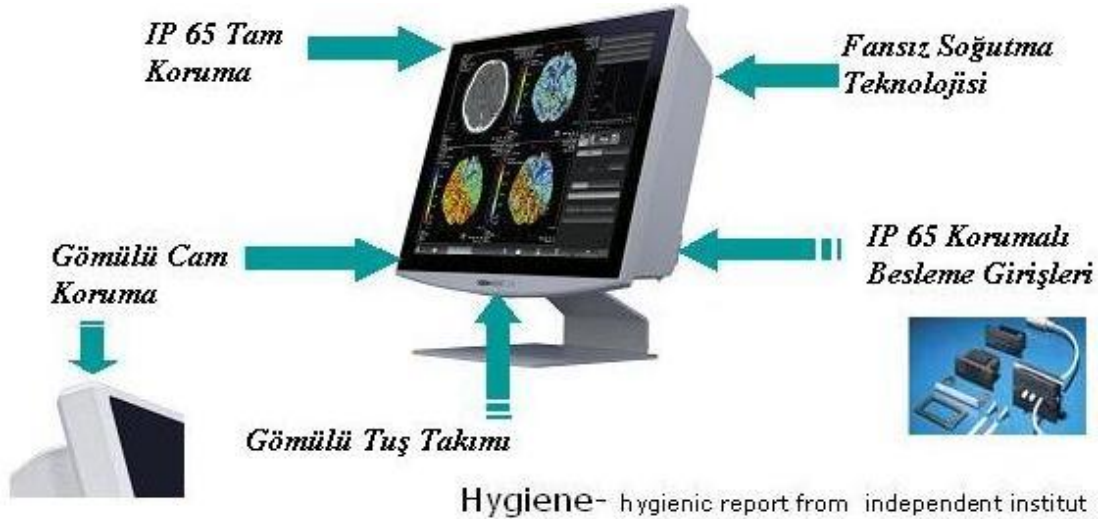 IP 65 Tam
Koruma
Fansız Soğutma
Teknolojisi
Gömülü Cam
Koruma
IP 65 Korumalı
Besleme Girişleri
Gömülü Tuş Takımı
Hygiene- hygienic report from independent institut